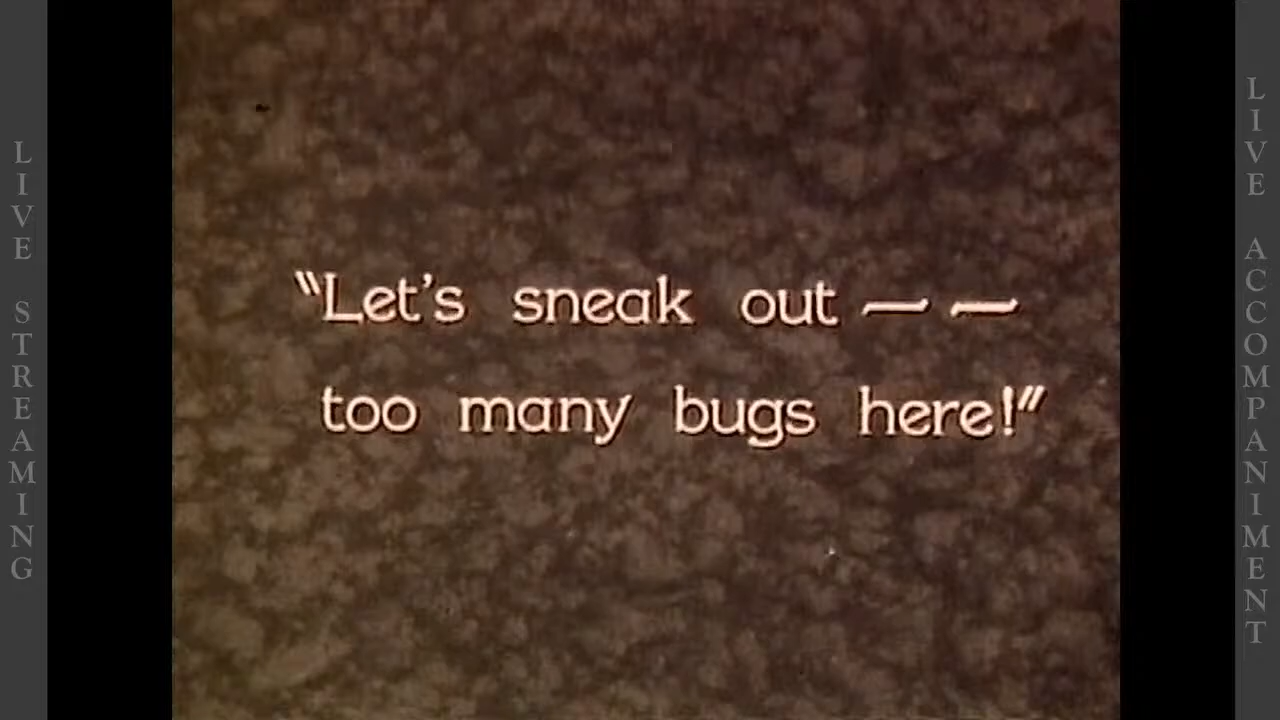 LIVE STREAMING
“Let’s sneak out — —
too many bugs here!”
LIVE ACCOMPANIMENT